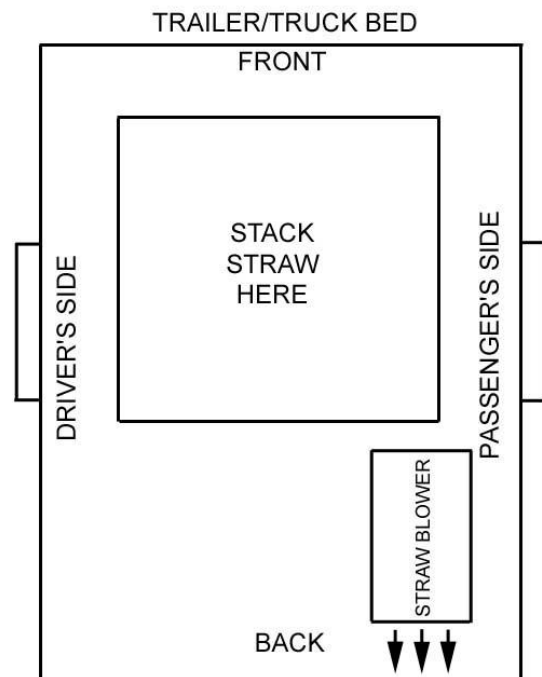 TRAILER/TRUCK BED
FRONT
STACK
STRAW
HERE
DRIVER'S SIDE
PASSENGER'S SIDE
STRAW BLOWER
BACK